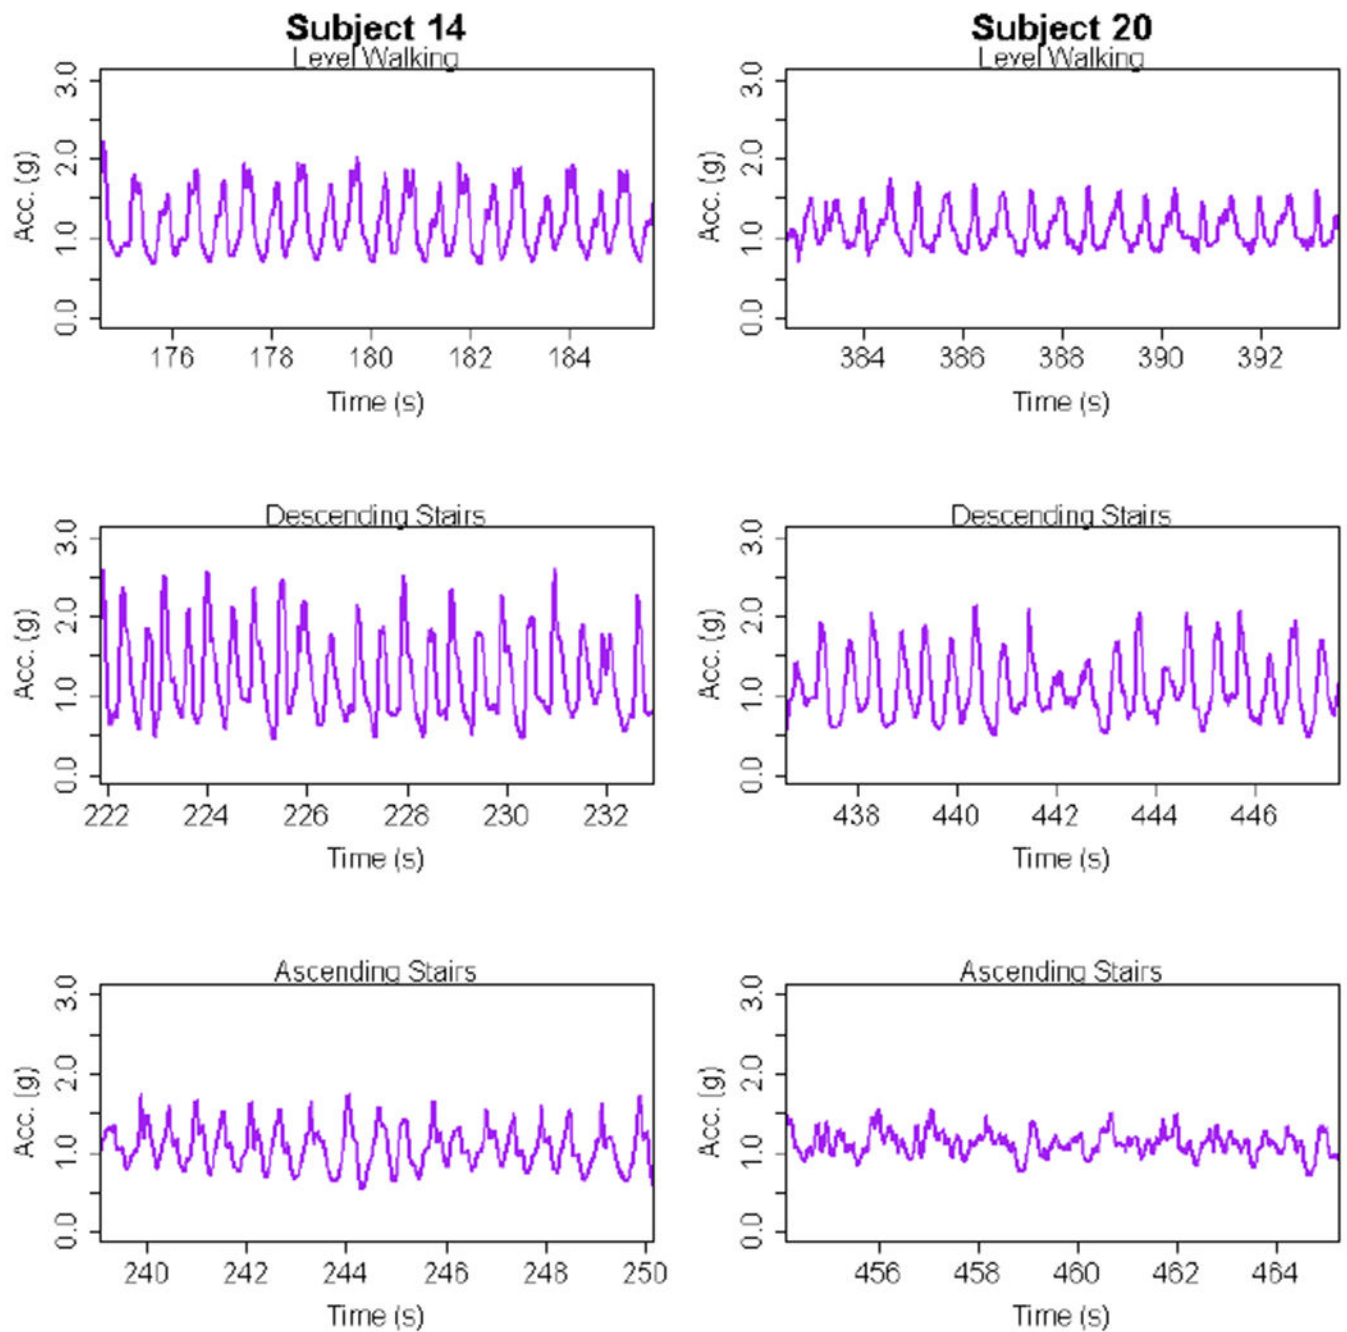 Subject 14
Level Walking
Acc. (g)
3.0
2.0
1.0
0.0
176 178 180 182 184
Time (s)
Subject 20
Level Walking
Acc. (g)
3.0
2.0
1.0
0.0
384 386 388 390 392
Time (s)
Descending Stairs
Acc. (g)
3.0
2.0
1.0
0.0
222 224 226 228 230 232
Time (s)
Descending Stairs
Acc. (g)
3.0
2.0
1.0
0.0
438 440 442 444 446
Time (s)
Ascending Stairs
Acc. (g)
3.0
2.0
1.0
0.0
240 242 244 246 248 250
Time (s)
Ascending Stairs
Acc. (g)
3.0
2.0
1.0
0.0
456 458 460 462 464
Time (s)